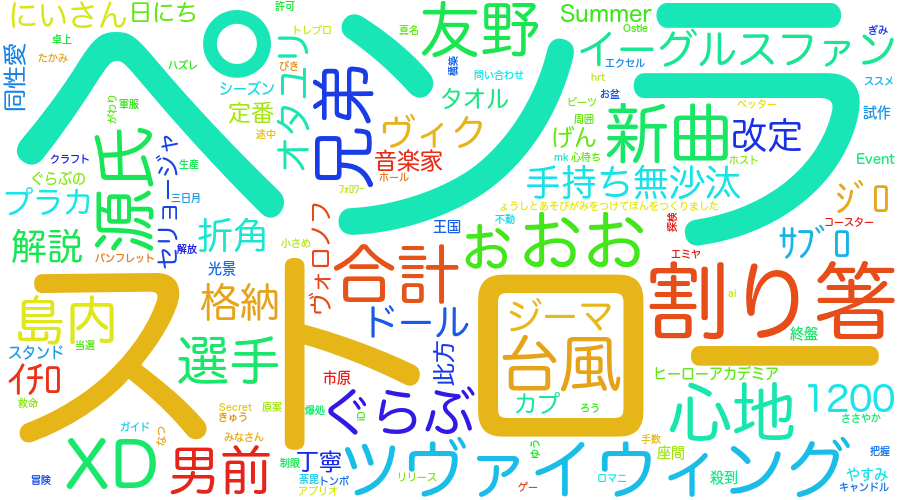 にいさん
日にち
許可
友野
Summer
Ostle
ぎみ
卓上
トレプロ
真名
イーグルスファン
同性愛
たかみ
ペンラ
ハズレ
ぴき
兄弟
エクセル
ススメ
シーズン
オタユリ
問い合わせ
hrt
お盆
タオル
ビーツ
ペッター
試作
がわり
軍服
定番
途中
ヴィク
周囲
げん
新曲
改定
源氏
クラフト
セリョージャ
生産
音楽家
mk
心待ち
ホスト
Event
ぐらぶの
ホール
手持ち無沙汰
プラカ
三日月
フォロワー
ジロ
ょうしとあそびがみをつけてほんをつくりました
不動
探検
コースター
解説
折角
王国
ぉ
おお
サブロ
パンフレット
解放
小さめ
ヴォロノフ
エミヤ
光景
合計
ストロー
島内
格納
ジーマ
割り箸
ai
ドール
台風
終盤
スタンド
当選
選手
此方
ヒーローアカデミア
イチロ
市原
カプ
心地
1200
救命
Secret
きゅう
原案
爆処
iD
ぐらぶ
ろう
ささやか
ガイド
なつ
みなさん
XD
男前
制限
丁寧
ツヴァイウィング
ゆう
手数
座間
把握
冒険
茶毘
トンボ
アプリオ
リリース
ゲー
ロマニ
殺到
やすみ
キャンドル